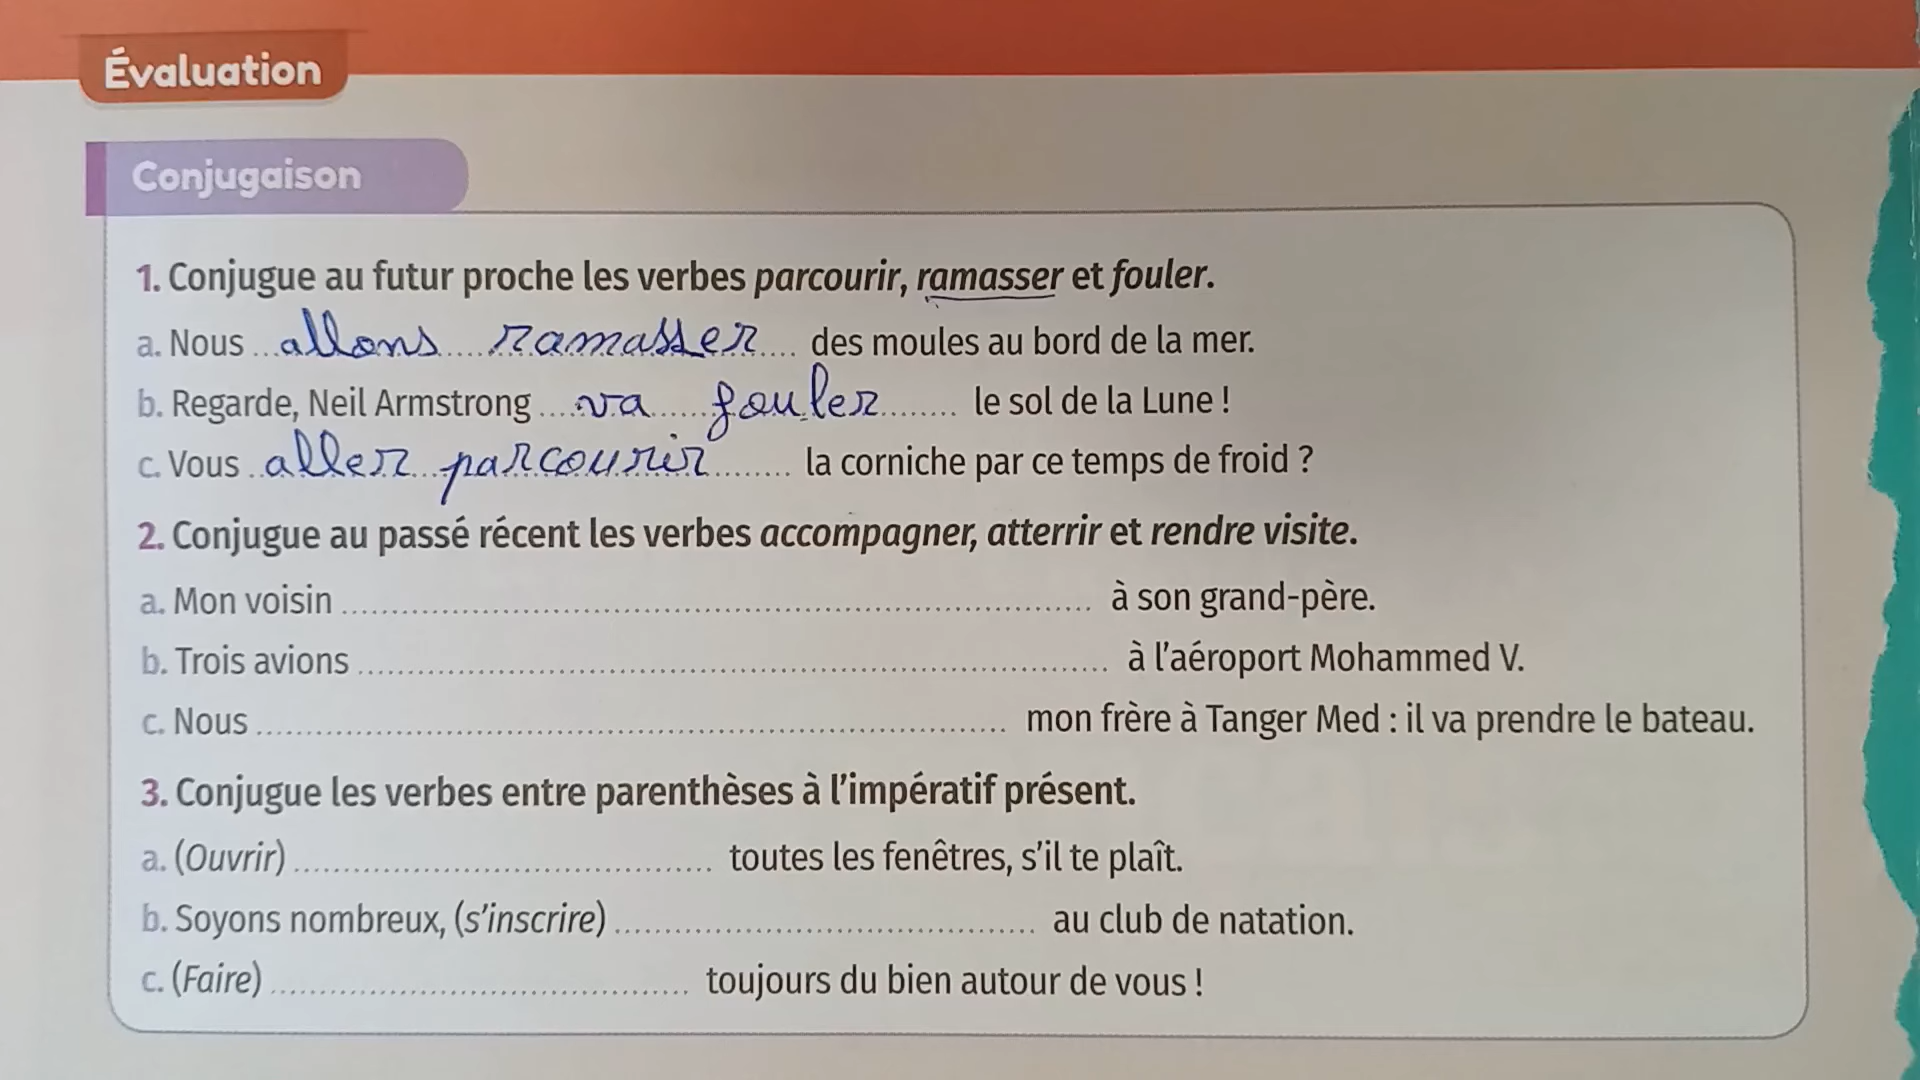 Évaluation
Conjugaison
1. Conjugue au futur proche les verbes parcourir, ramasser et fouler.
a. Nous ... allons ..... ramasser .... des moules au bord de la mer.
b. Regarde, Neil Armstrong .... va ...... fouler ....... le sol de la Lune !
c. Vous .. aller ... parcourir ....... la corniche par ce temps de froid ?
2. Conjugue au passé récent les verbes accompagner, atterrir et rendre visite.
a. Mon voisin .......................................................................... à son grand-père.
b. Trois avions .......................................................................... à l'aéroport Mohammed V.
c. Nous .......................................................................... mon frère à Tanger Med : il va prendre le bateau.
3. Conjugue les verbes entre parenthèses à l'impératif présent.
a. (Ouvrir) .......................................... toutes les fenêtres, s'il te plaît.
b. Soyons nombreux, (s'inscrire) .......................................... au club de natation.
c. (Faire) .......................................... toujours du bien autour de vous !